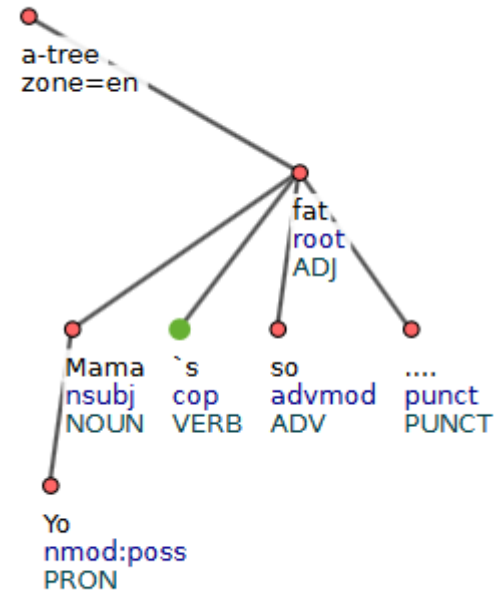 a-tree
zone=en
fat
root
ADJ
Mama `s so ....
nsubj cop advmod punct
NOUN VERB ADV PUNCT
Yo
nmod:poss
PRON